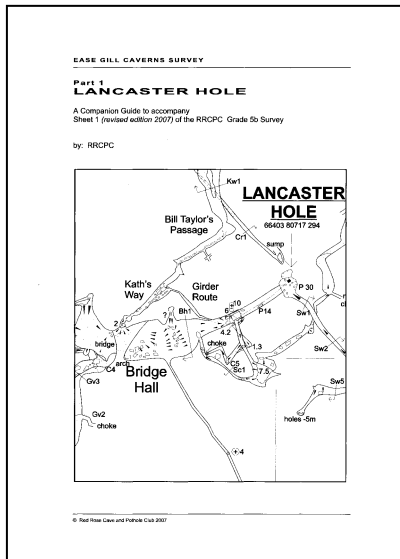 EASE GILL CAVERNS SURVEY
Part 1
LANCASTER HOLE
A Companion Guide to accompany
Sheet 1 (revised edition 2007) of the RRCPC Grade 5b Survey
by: RRCPC
Kw1
LANCASTER
HOLE
66403 80717 294
Bill Taylor's
Passage
Cr1
sump
Kath's
Way
Girder
Route
P 30
10
6
P14
Sw1
2
?
Bh1
4.2
bridge
choke
1.3
Sw2
arch
C4
Bridge
Hall
C5
Sc1
7.5
Gv3
Sw5
Gv2
choke
holes -5m
4
© Red Rose Cave and Pothole Club 2007